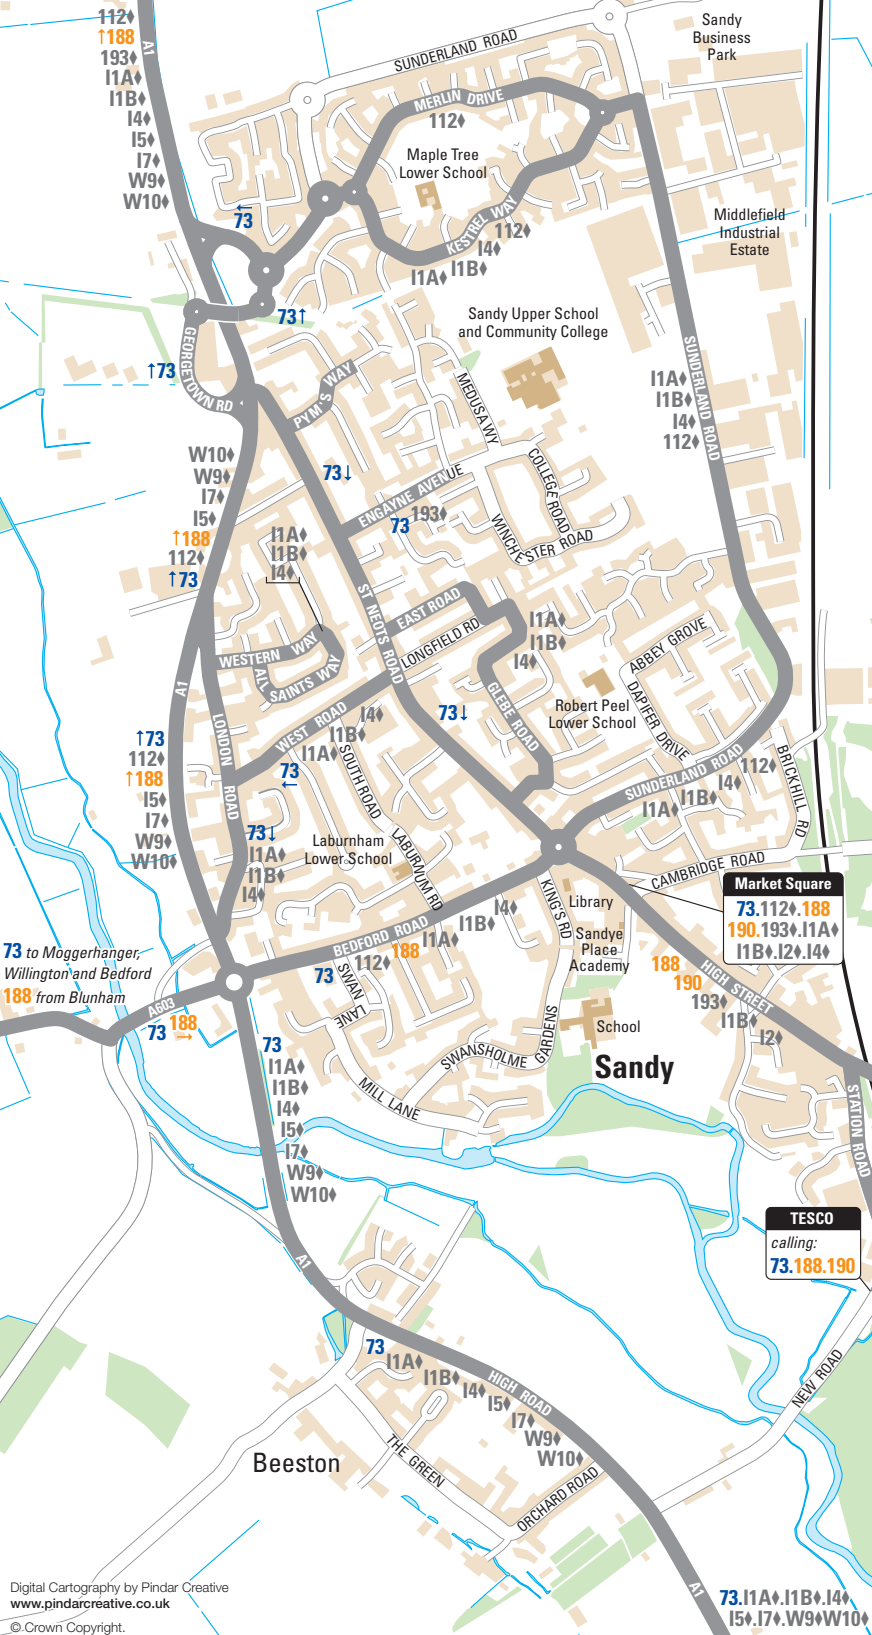 112♦
↑188
193♦
I1A♦
I1B♦
I4♦
I5♦
I7♦
W9♦
W10♦
A1
SUNDERLAND ROAD
Sandy
Business
Park
MERLIN DRIVE
112♦
Maple Tree
Lower School
KESTREL WAY
112♦
I4♦
I1B♦
I1A♦
←
73
Middlefield
Industrial
Estate
73↑
Sandy Upper School
and Community College
↑73
GEORGETOWN RD
PYM'S WAY
MEDUSA WY
SUNDERLAND ROAD
I1A♦
I1B♦
I4♦
112♦
W10♦
W9♦
I7♦
I5♦
↑188
112♦
↑73
73↓
ENGAYNE AVENUE
73
193♦
COLLEGE ROAD
WINCHESTER ROAD
I1A♦
I1B♦
I4♦
ST NEOTS ROAD
EAST ROAD
LONGFIELD RD
I1A♦
I1B♦
I4♦
ABBEY GROVE
WESTERN WAY
ALL
SAINTS WAY
A1
LONDON ROAD
WEST ROAD
I4♦
I1B♦
I1A♦
73↓
GLEBE ROAD
Robert Peel
Lower School
DAPIFER DRIVE
↑73
112♦
↑188
I5♦
I7♦
W9♦
W10♦
73
←
SOUTH ROAD
SUNDERLAND ROAD
112♦
I4♦
I1B♦
I1A♦
BRICKHILL RD
73↓
I1A♦
I1B♦
I4♦
Laburnham
Lower School
LABURNUM RD
CAMBRIDGE ROAD
Market Square
73.112♦.188
190.193♦.I1A♦
I1B♦.I2♦.I4♦
KING'S RD
Library
Sandye
Place
Academy
BEDFORD ROAD
I4♦
I1B♦
I1A♦
188
112♦
73
73 to Moggerhanger,
Willington and Bedford
188 from Blunham
A603
73
188
→
SWAN
LANE
188
190
193♦
I1B♦
I2♦
HIGH STREET
School
Sandy
SWANSHOLME GARDENS
MILL LANE
STATION ROAD
73
I1A♦
I1B♦
I4♦
I5♦
I7♦
W9♦
W10♦
TESCO
calling:
73.188.190
A1
73
I1A♦
I1B♦
I4♦
I5♦
I7♦
W9♦
W10♦
HIGH ROAD
NEW ROAD
Beeston
THE GREEN
ORCHARD ROAD
A1
73.I1A♦.I1B♦.I4♦
I5♦.I7♦.W9♦W10♦
Digital Cartography by Pindar Creative
www.pindarcreative.co.uk
© Crown Copyright.